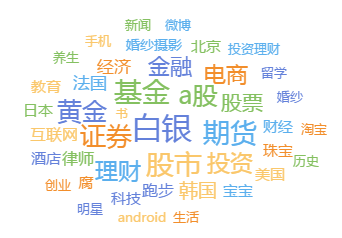 新闻 微博
手机 婚纱摄影 北京 投资理财
养生 经济 金融 电商 留学
教育 法国 基金 a股 股票 婚纱
日本 黄金 书 白银 期货 财经 淘宝
互联网 证券 珠宝
酒店 律师 理财 股市 投资 美国 历史
创业 腐 科技 跑步 韩国 宝宝
明星 android 生活